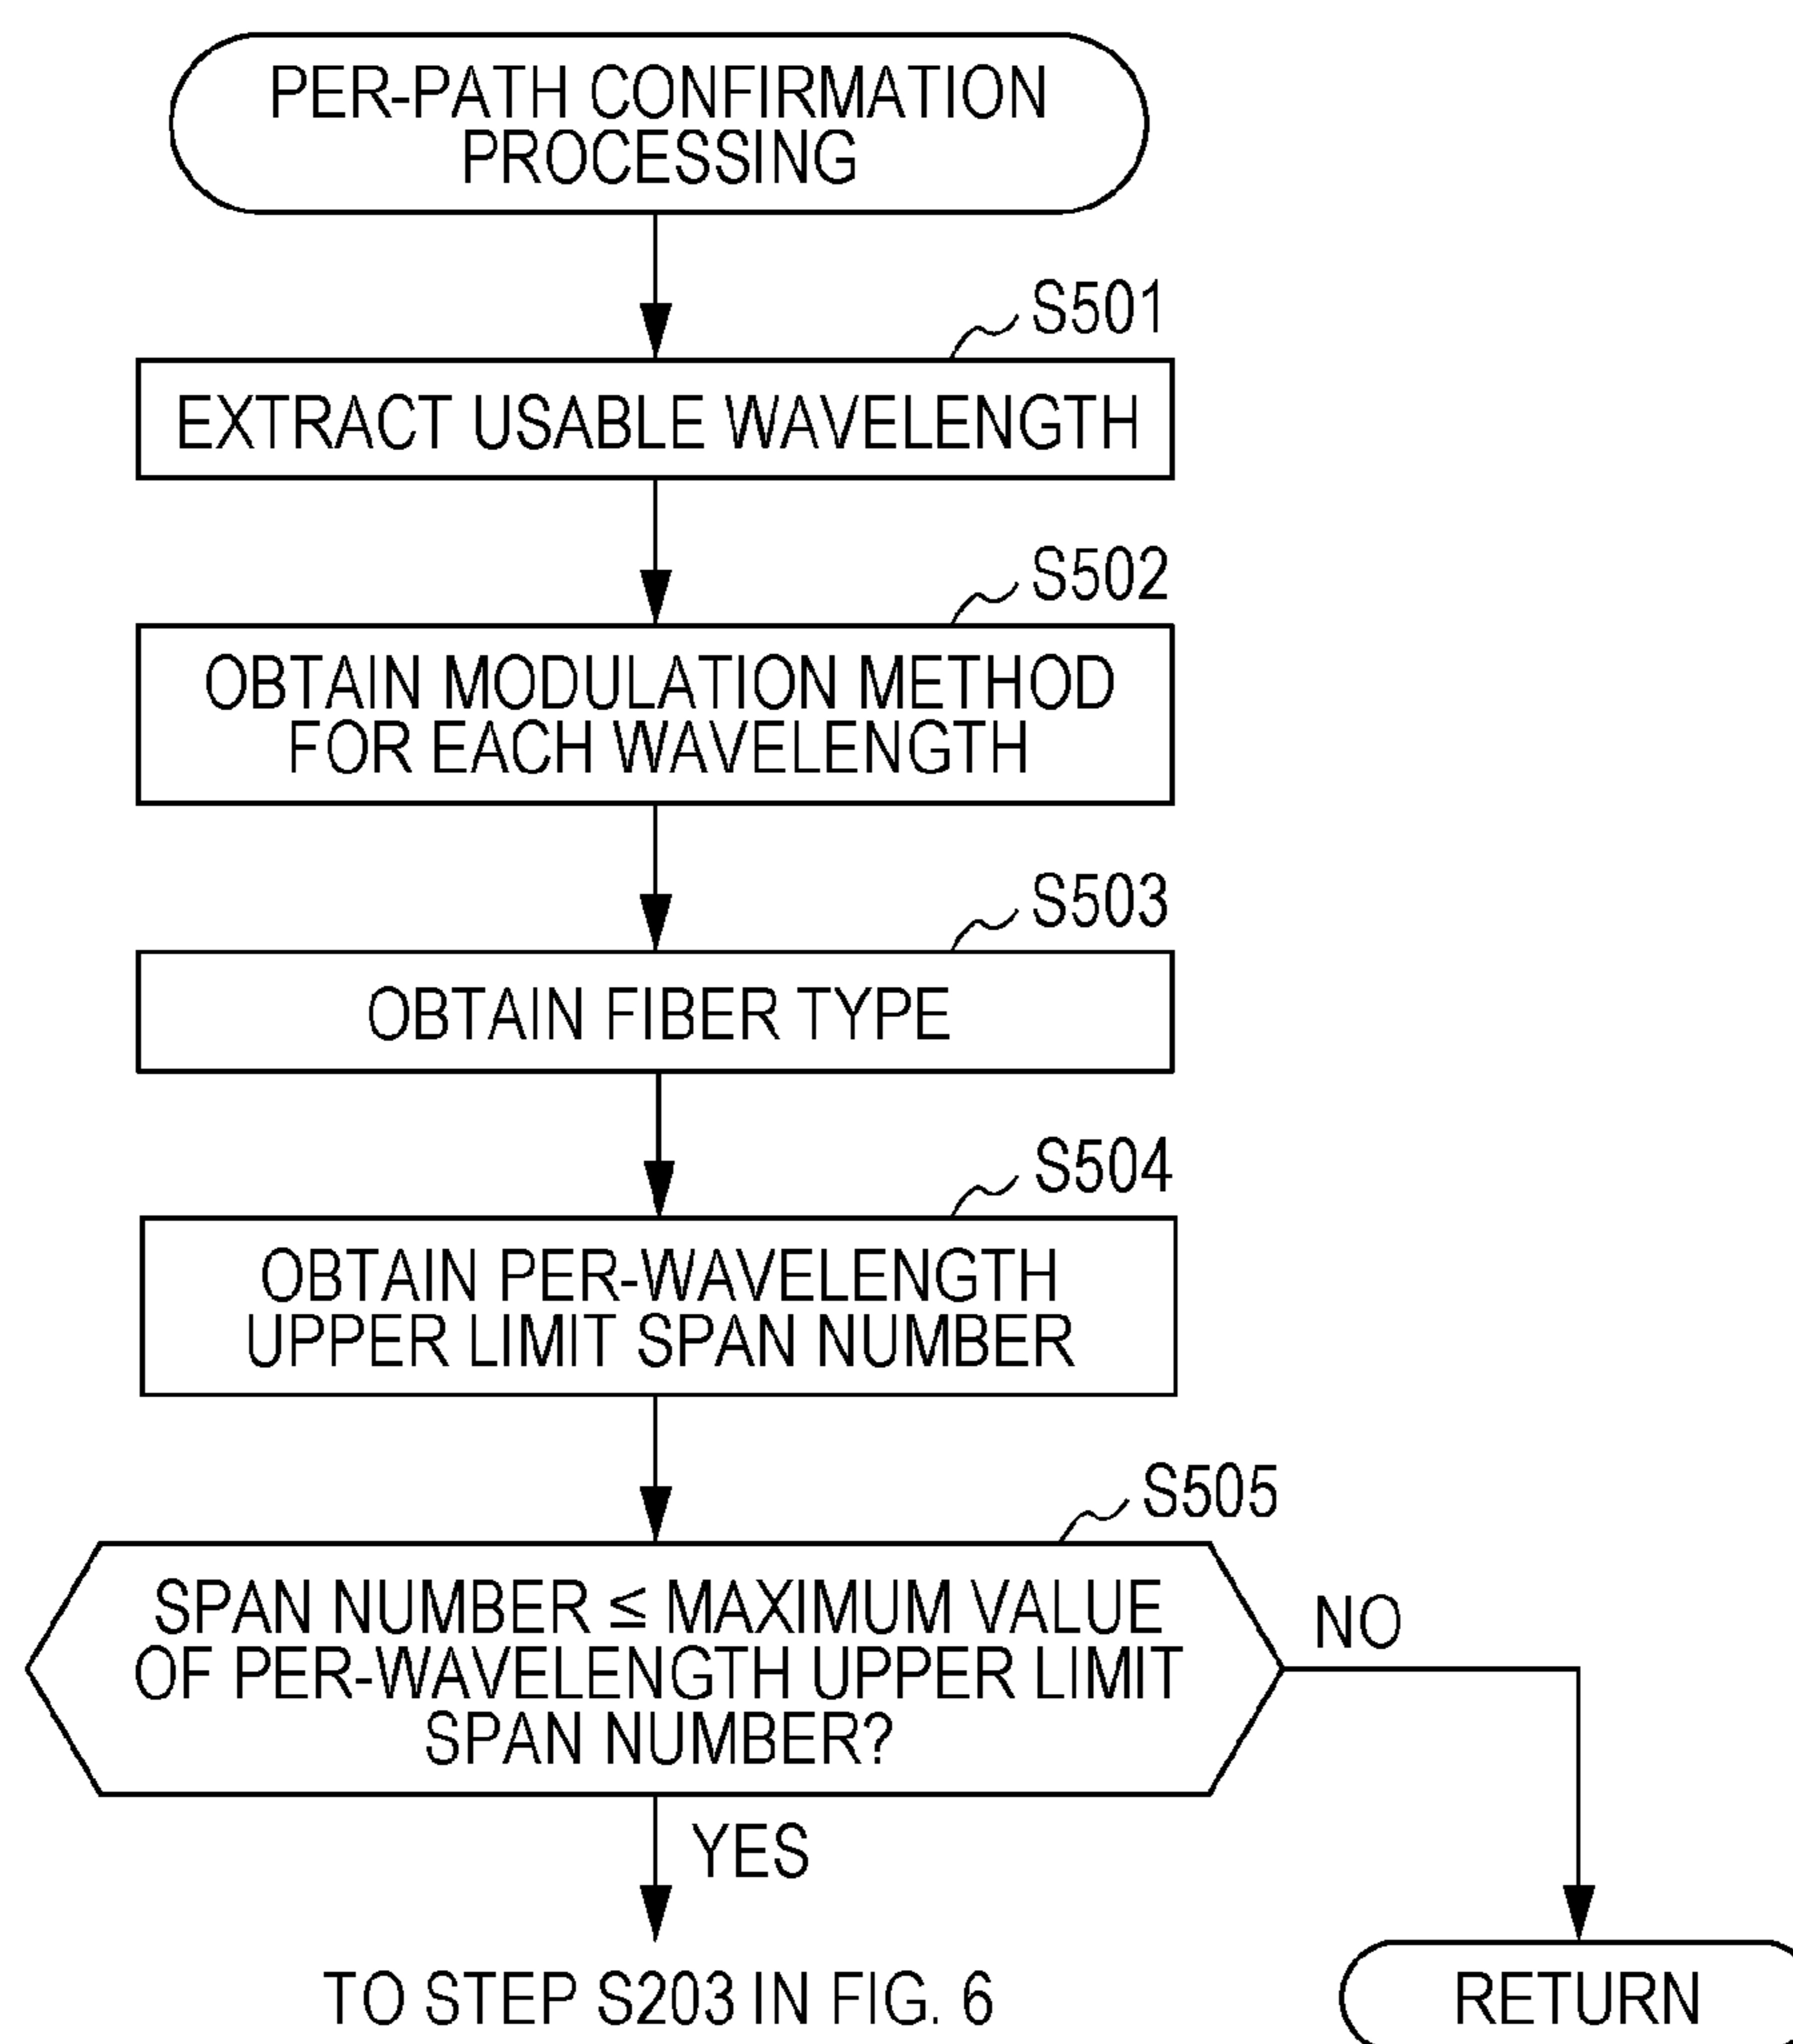 PER-PATH CONFIRMATION
PROCESSING
S501
EXTRACT USABLE WAVELENGTH
S502
OBTAIN MODULATION METHOD
FOR EACH WAVELENGTH
S503
OBTAIN FIBER TYPE
S504
OBTAIN PER-WAVELENGTH
UPPER LIMIT SPAN NUMBER
S505
SPAN NUMBER ≤ MAXIMUM VALUE
OF PER-WAVELENGTH UPPER LIMIT
SPAN NUMBER?
NO
YES
TO STEP S203 IN FIG. 6
RETURN